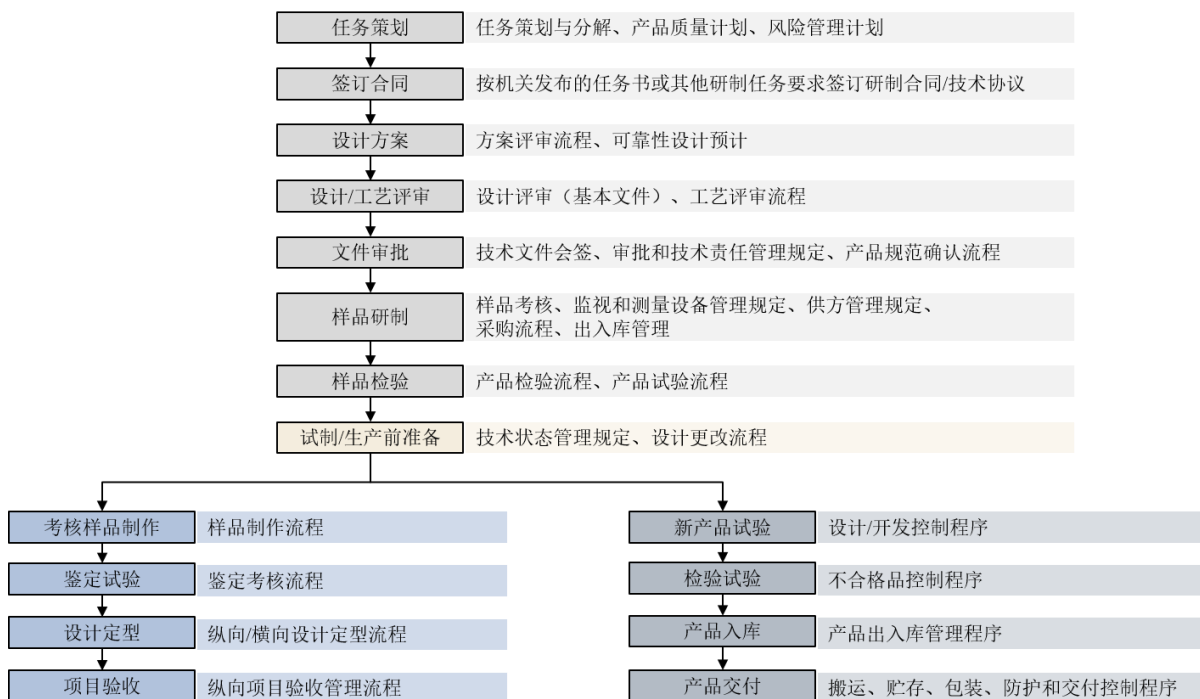 任务策划 任务策划与分解、产品质量计划、风险管理计划
签订合同 按机关发布的任务书或其他研制任务要求签订研制合同/技术协议
设计方案 方案评审流程、可靠性设计预计
设计/工艺评审 设计评审（基本文件）、工艺评审流程
文件审批 技术文件会签、审批和技术责任管理规定、产品规范确认流程
样品研制 样品考核、监视和测量设备管理规定、供方管理规定、
采购流程、出入库管理
样品检验 产品检验流程、产品试验流程
试制/生产前准备 技术状态管理规定、设计更改流程
考核样品制作 样品制作流程
鉴定试验 鉴定考核流程
设计定型 纵向/横向设计定型流程
项目验收 纵向项目验收管理流程
新产品试验 设计/开发控制程序
检验试验 不合格品控制程序
产品入库 产品出入库管理程序
产品交付 搬运、贮存、包装、防护和交付控制程序